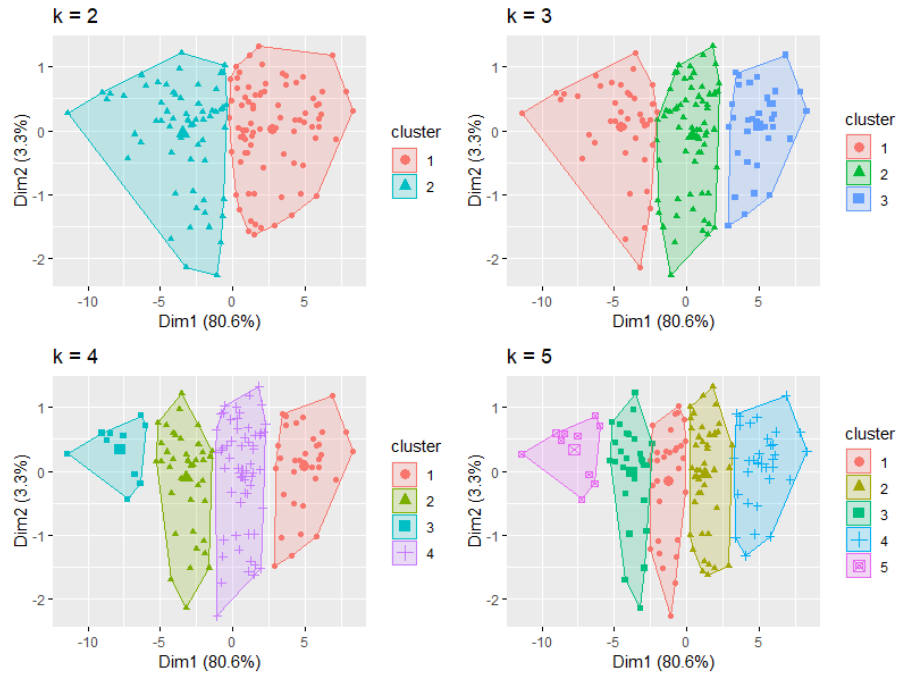 k = 2
1
0
-1
-2
Dim2 (3.3%)
-10 -5 0 5
Dim1 (80.6%)
cluster
1
2
k = 3
1
0
-1
-2
Dim2 (3.3%)
-10 -5 0 5
Dim1 (80.6%)
cluster
1
2
3
k = 4
1
0
-1
-2
Dim2 (3.3%)
-10 -5 0 5
Dim1 (80.6%)
cluster
1
2
3
4
k = 5
1
0
-1
-2
Dim2 (3.3%)
-10 -5 0 5
Dim1 (80.6%)
cluster
1
2
3
4
5